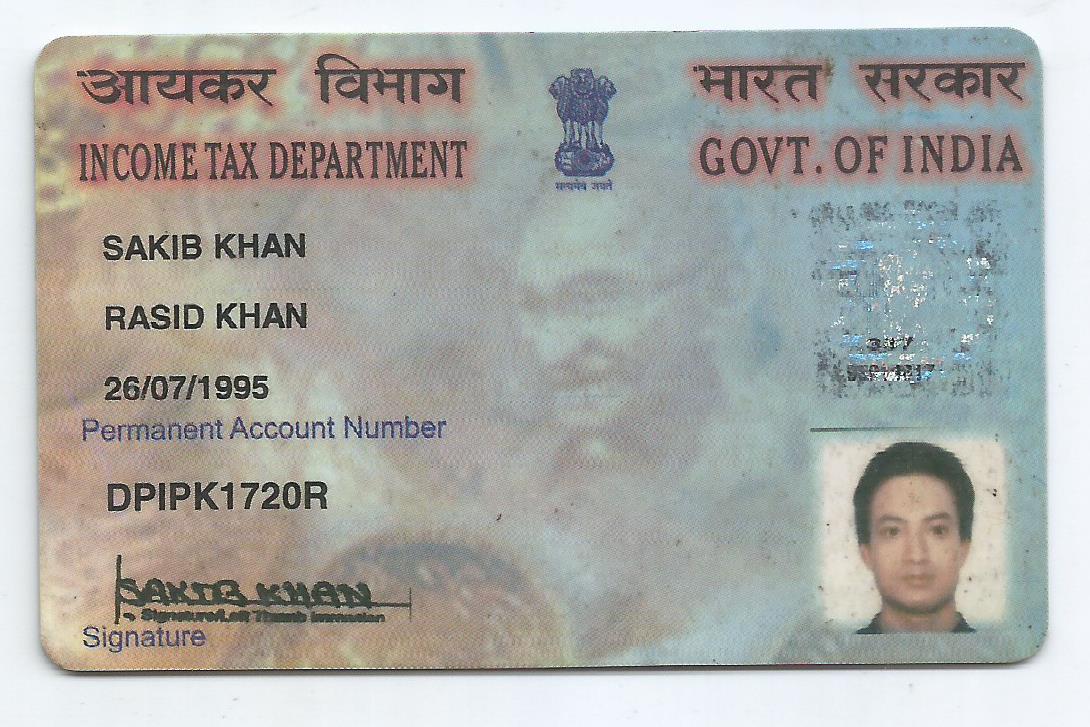 आयकर विभाग
INCOME TAX DEPARTMENT
सत्यमेव जयते
भारत सरकार
GOVT. OF INDIA
SAKIB KHAN
RASID KHAN
26/07/1995
Permanent Account Number
DPIPK1720R
SAKIB KHAN
Signature/Left Thumb Impression
Signature